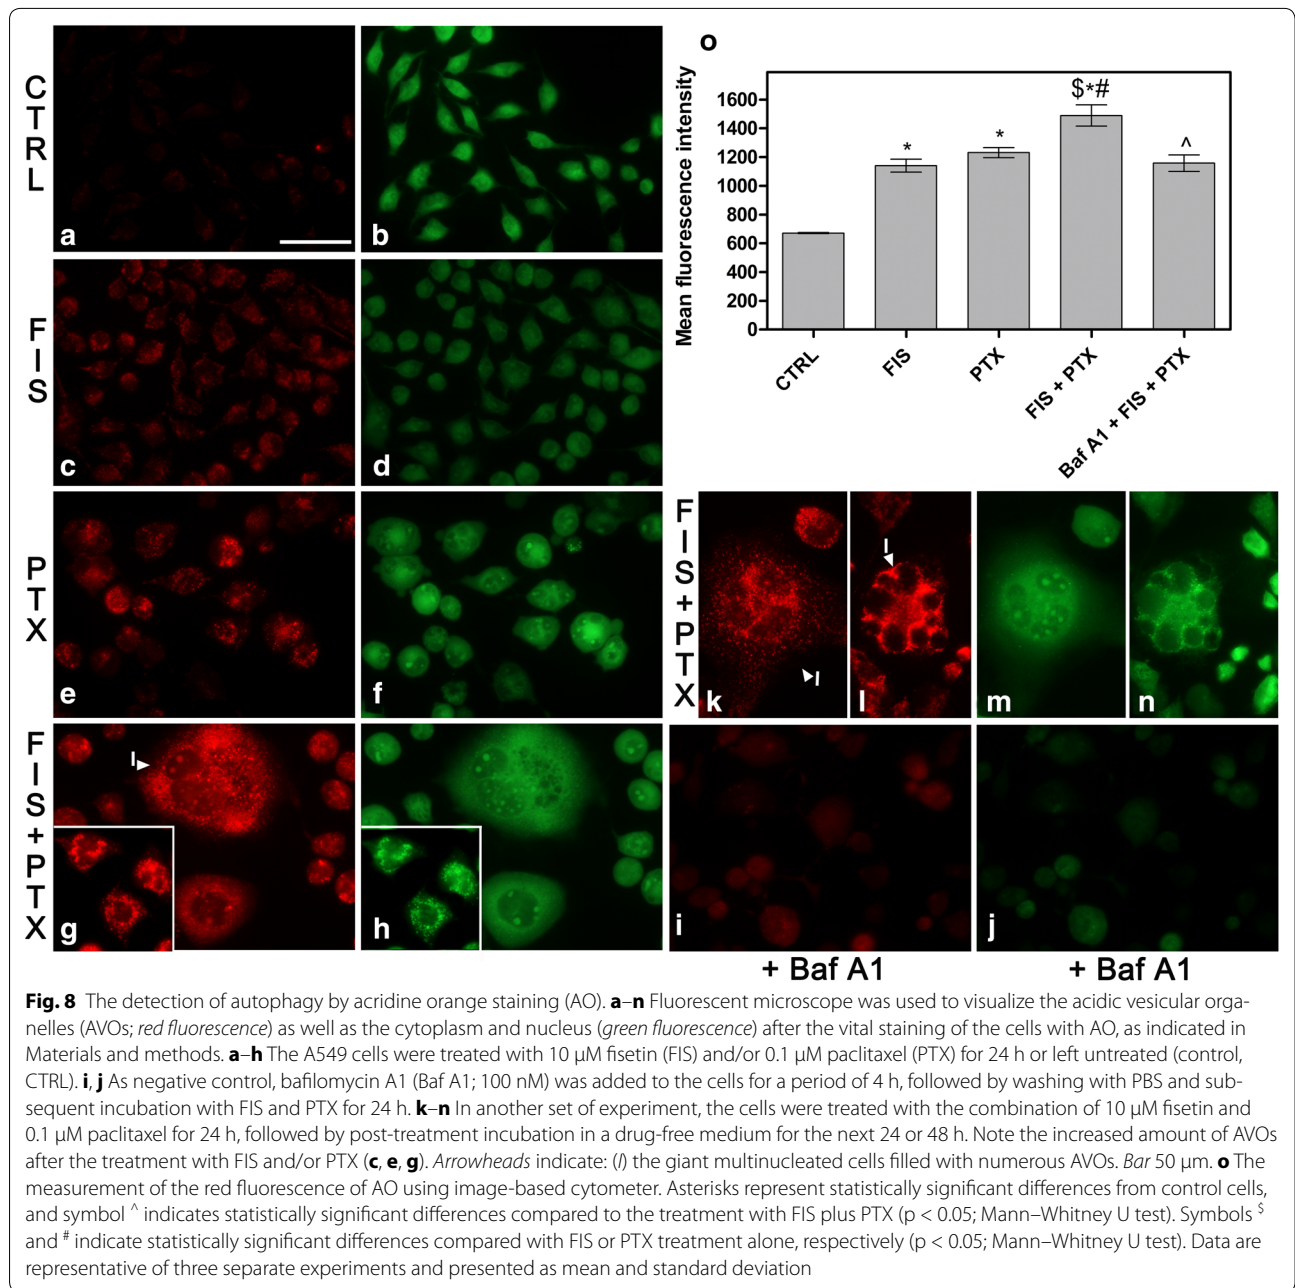 CTRL
a
b
FIS
c
d
PTX
e
f
FIS+PTX
I
g
h
o
Mean fluorescence intensity
1600
1400
1200
1000
800
600
400
200
0
*
*
$*#
^
CTRL
FIS
PTX
FIS + PTX
Baf A1 + FIS + PTX
FIS+PTX
I
I
k
l
m
n
i
j
+ Baf A1
+ Baf A1
Fig. 8 The detection of autophagy by acridine orange staining (AO). a–n Fluorescent microscope was used to visualize the acidic vesicular orga-
nelles (AVOs; red fluorescence) as well as the cytoplasm and nucleus (green fluorescence) after the vital staining of the cells with AO, as indicated in
Materials and methods. a–h The A549 cells were treated with 10 µM fisetin (FIS) and/or 0.1 µM paclitaxel (PTX) for 24 h or left untreated (control,
CTRL). i, j As negative control, bafilomycin A1 (Baf A1; 100 nM) was added to the cells for a period of 4 h, followed by washing with PBS and sub-
sequent incubation with FIS and PTX for 24 h. k–n In another set of experiment, the cells were treated with the combination of 10 µM fisetin and
0.1 µM paclitaxel for 24 h, followed by post-treatment incubation in a drug-free medium for the next 24 or 48 h. Note the increased amount of AVOs
after the treatment with FIS and/or PTX (c, e, g). Arrowheads indicate: (I) the giant multinucleated cells filled with numerous AVOs. Bar 50 µm. o The
measurement of the red fluorescence of AO using image-based cytometer. Asterisks represent statistically significant differences from control cells,
and symbol ^ indicates statistically significant differences compared to the treatment with FIS plus PTX (p < 0.05; Mann–Whitney U test). Symbols $
and # indicate statistically significant differences compared with FIS or PTX treatment alone, respectively (p < 0.05; Mann–Whitney U test). Data are
representative of three separate experiments and presented as mean and standard deviation